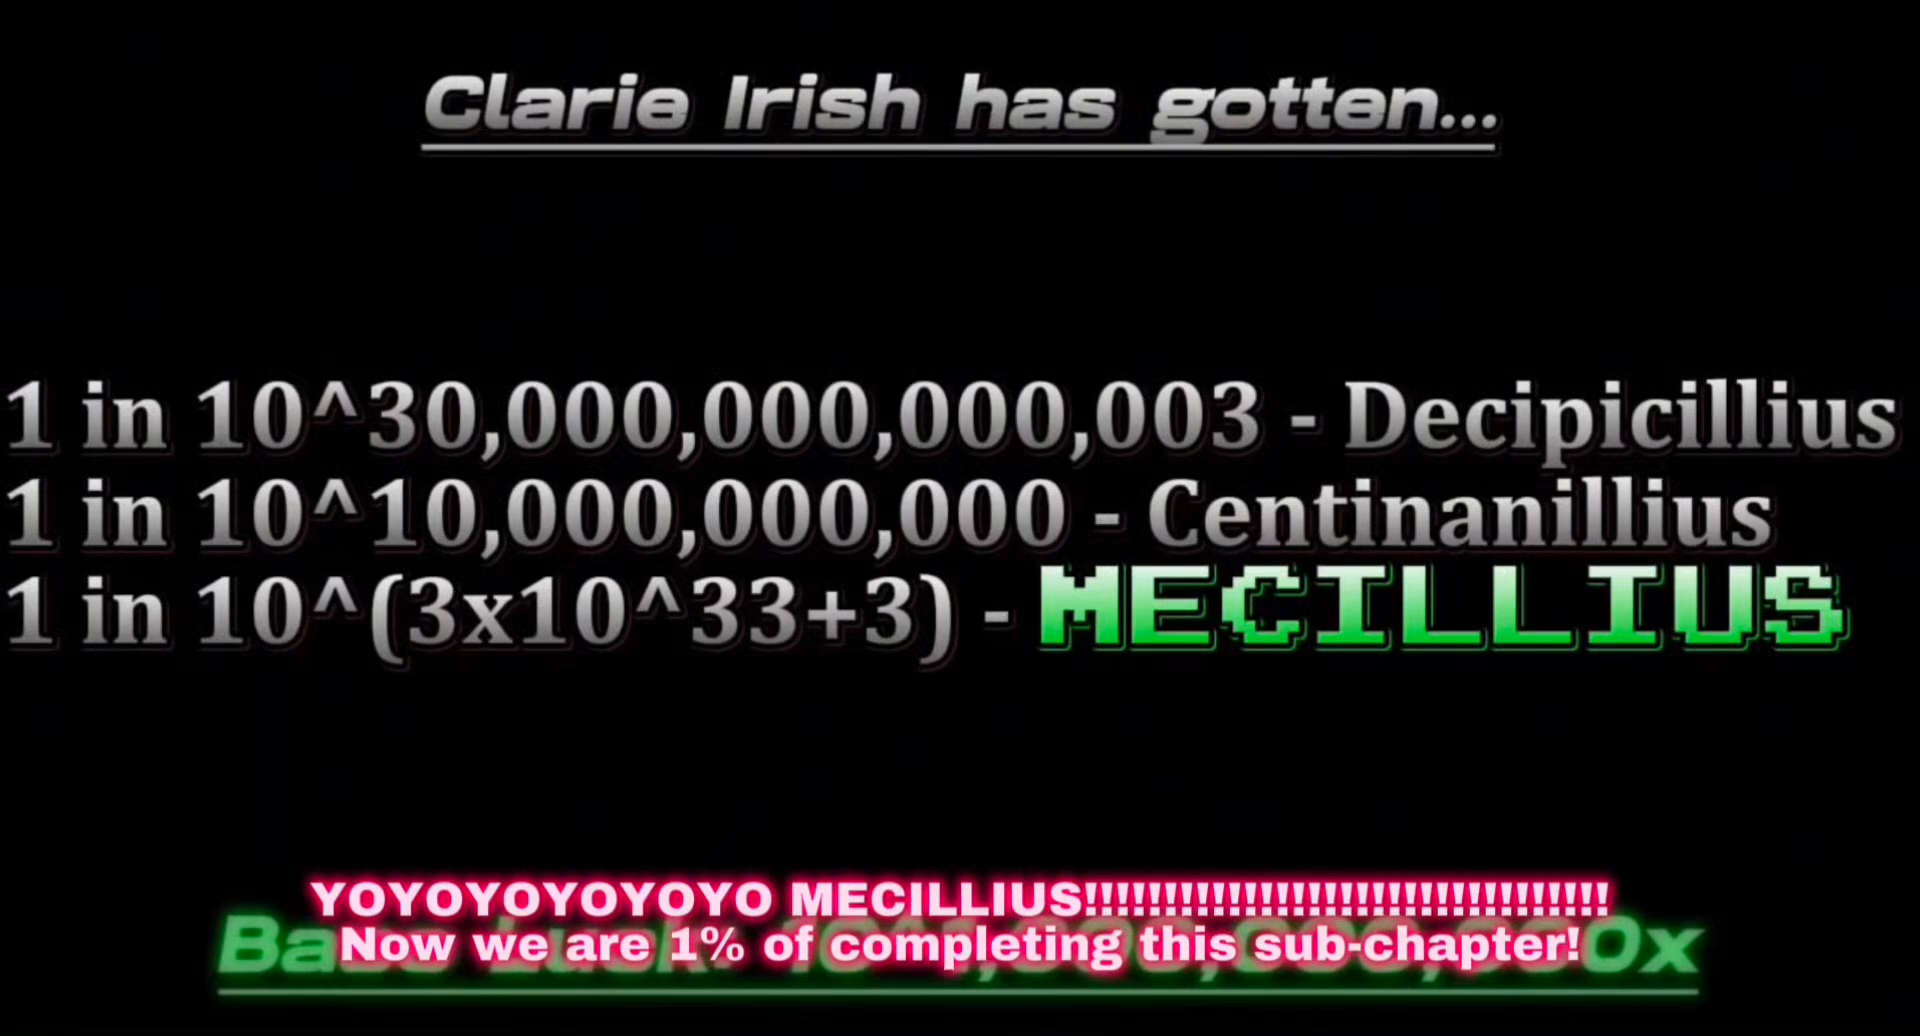 Clarie Irish has gotten...
1 in 10^30,000,000,000,003 - Decipicillius
1 in 10^10,000,000,000 - Centinanillius
1 in 10^(3x10^33+3) - MECILLIUS
YOYOYOYOYOYO MECILLIUS!!!!!!!!!!!!!!!!!!!!!!!!!!!!!!!!!
Now we are 1% of completing this sub-chapter!